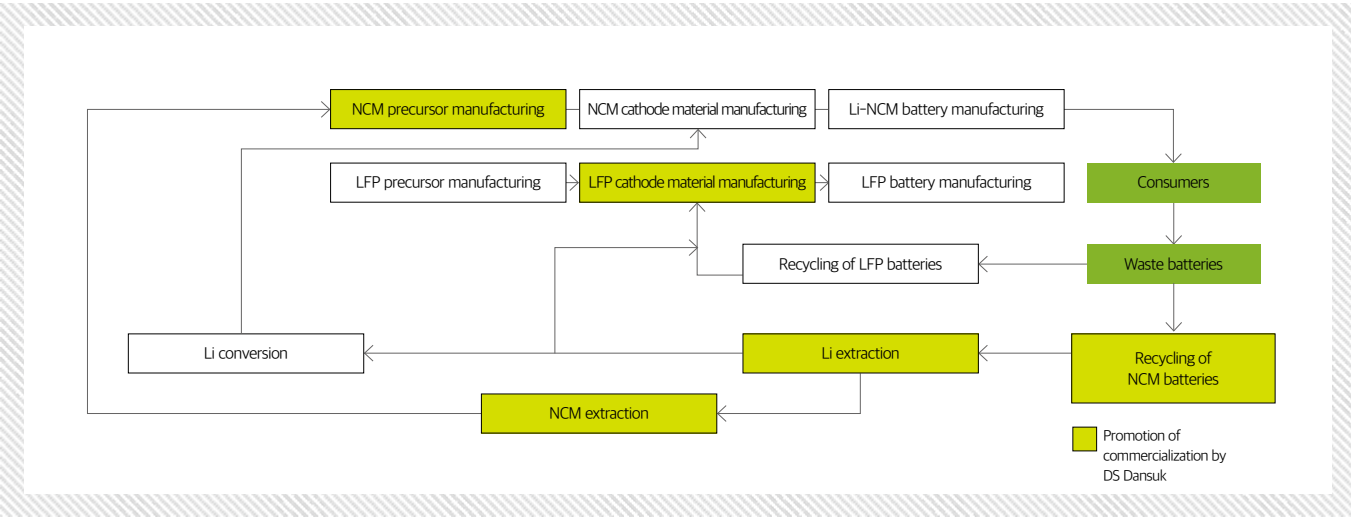 NCM precursor manufacturing
NCM cathode material manufacturing
Li-NCM battery manufacturing
LFP precursor manufacturing
LFP cathode material manufacturing
LFP battery manufacturing
Consumers
Recycling of LFP batteries
Waste batteries
Li conversion
Li extraction
Recycling of
NCM batteries
NCM extraction
Promotion of
commercialization by
DS Dansuk